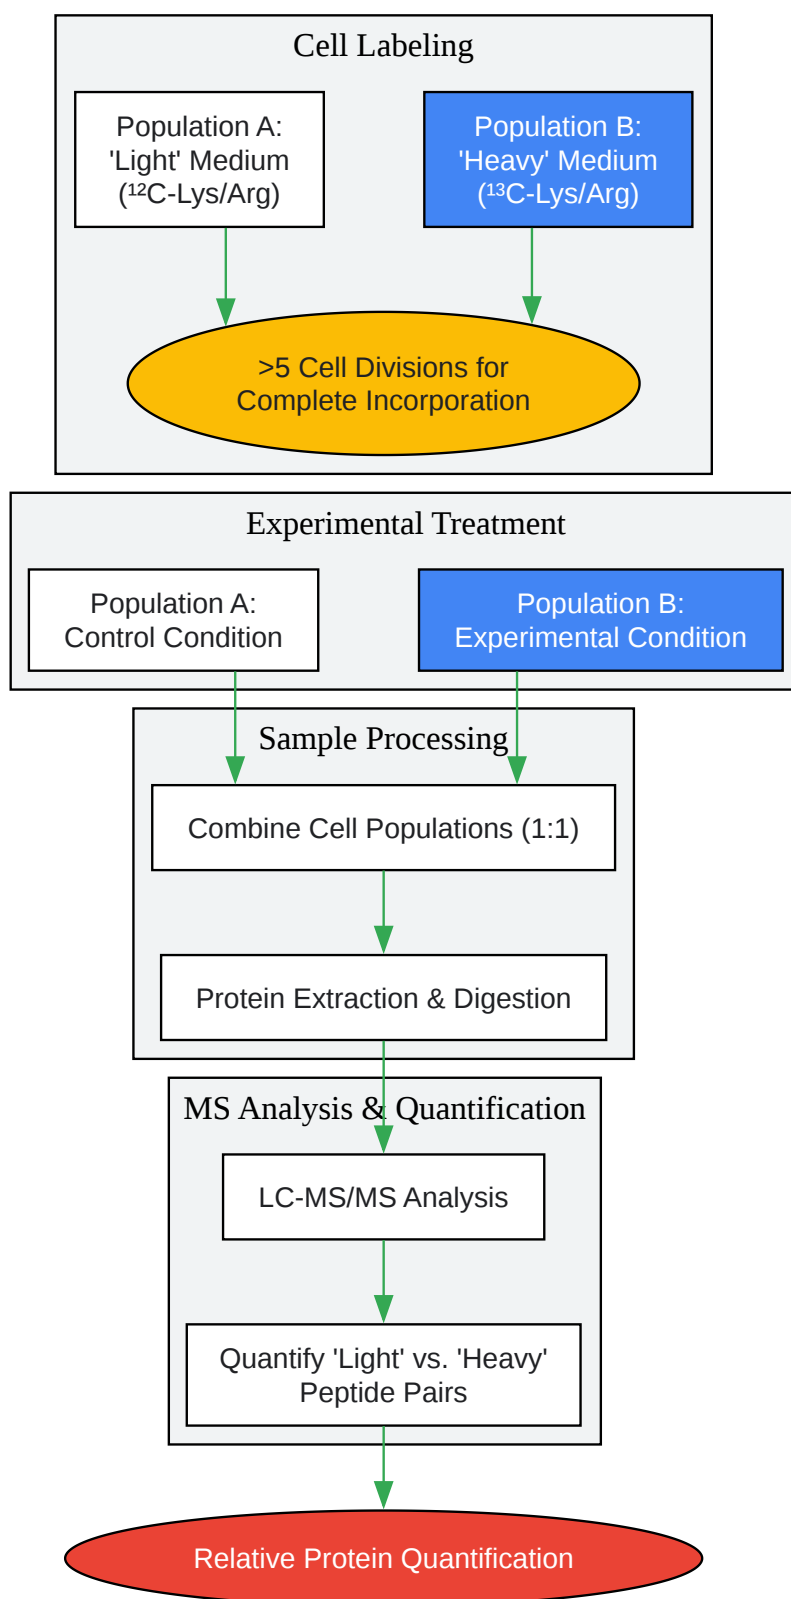 Cell Labeling
Population A:
'Light' Medium
(¹²C-Lys/Arg)
Population B:
'Heavy' Medium
(¹³C-Lys/Arg)
>5 Cell Divisions for
Complete Incorporation
Experimental Treatment
Population A:
Control Condition
Population B:
Experimental Condition
Sample Processing
Combine Cell Populations (1:1)
Protein Extraction & Digestion
MS Analysis & Quantification
LC-MS/MS Analysis
Quantify 'Light' vs. 'Heavy'
Peptide Pairs
Relative Protein Quantification